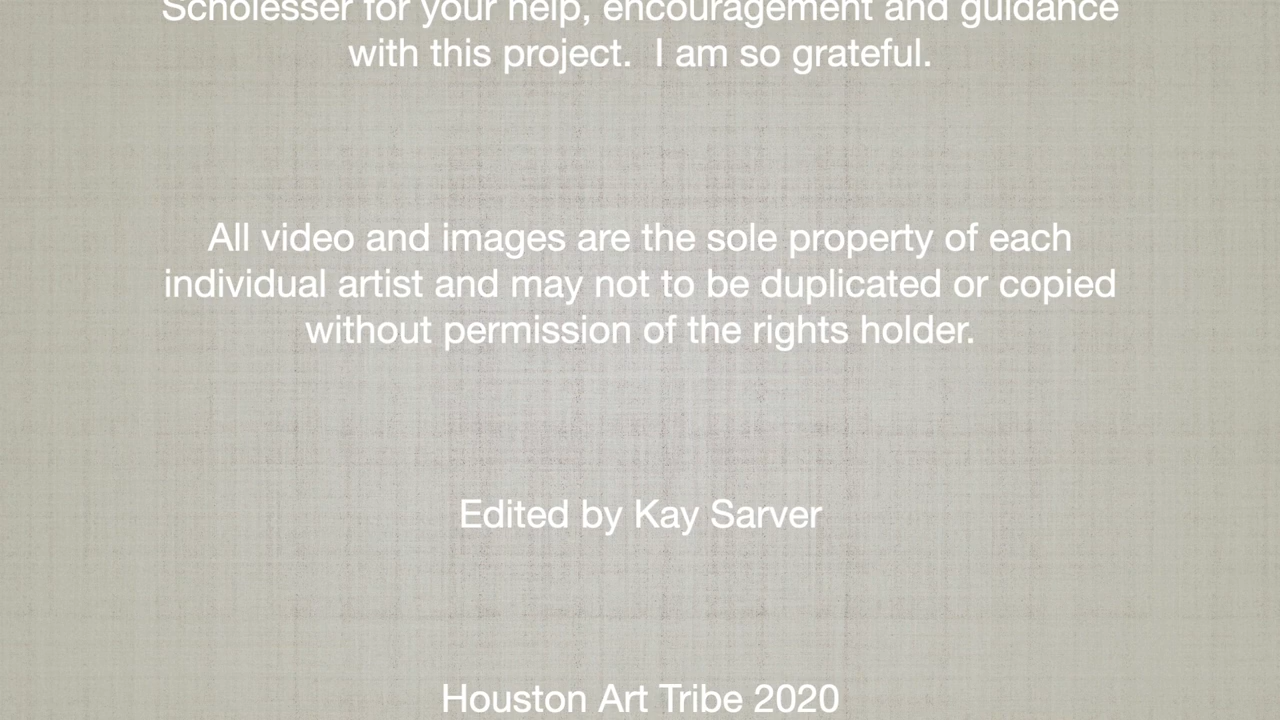 Scholesser for your help, encouragement and guidance
with this project.  I am so grateful.
All video and images are the sole property of each
individual artist and may not to be duplicated or copied
without permission of the rights holder.
Edited by Kay Sarver
Houston Art Tribe 2020